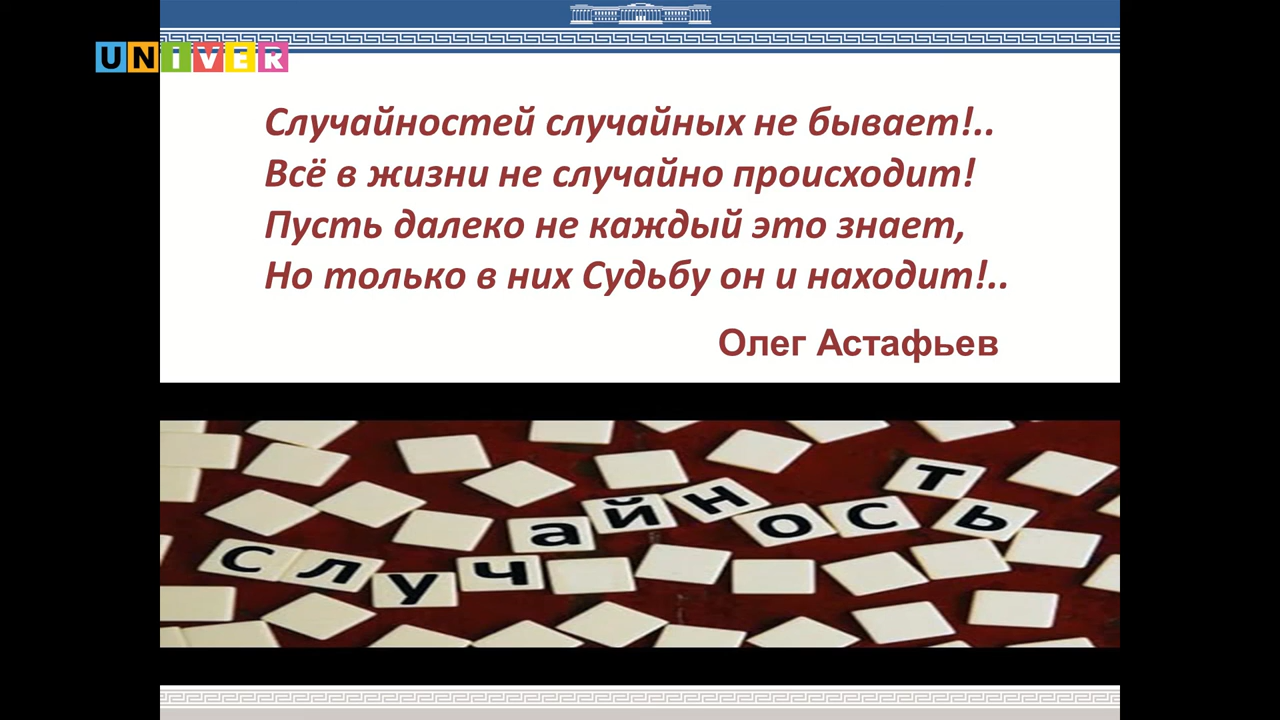 UNIVER
Случайностей случайных не бывает!..
Всё в жизни не случайно происходит!
Пусть далеко не каждый это знает,
Но только в них Судьбу он и находит!..
Олег Астафьев
случайность